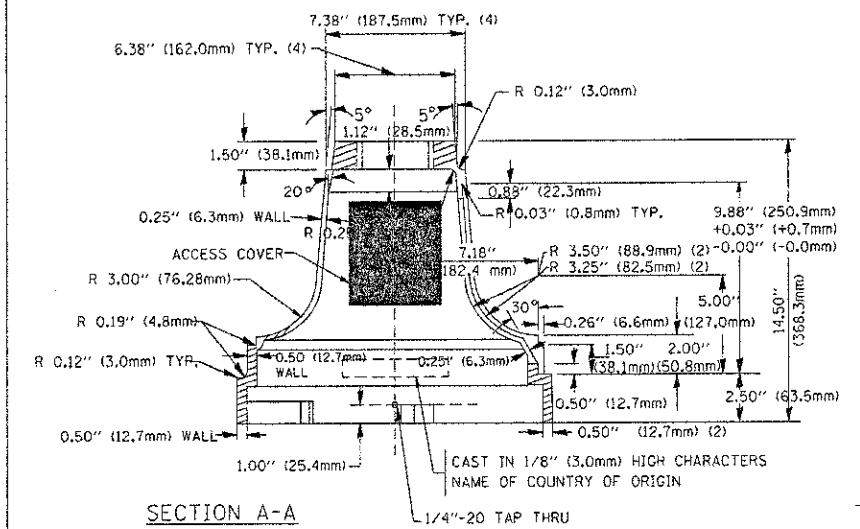 7.38" (187.5mm) TYP. (4)
6.38" (162.0mm) TYP. (4)
R 0.12" (3.0mm)
5°
5°
1.12" (28.5mm)
1.50" (38.1mm)
20°
0.88" (22.3mm)
0.25" (6.3mm) WALL
R 0.03" (0.8mm) TYP.
9.88" (250.9mm)
+0.03" (+0.7mm)
-0.00" (-0.0mm)
ACCESS COVER
7.18"
182.4 mm)
R 3.50" (88.9mm) (2)
R 3.25" (82.5mm) (2)
R 3.00" (76.28mm)
30°
5.00"
(127.0mm)
14.50"
(368.3mm)
R 0.19" (4.8mm)
0.26" (6.6mm)
R 0.12" (3.0mm) TYP.
0.50 (12.7mm)
WALL
0.25" (6.3mm)
1.50"
(38.1mm)
2.00"
(50.8mm)
0.50" (12.7mm)
2.50" (63.5mm)
0.50" (12.7mm) WALL
0.50" (12.7mm) (2)
1.00" (25.4mm)
CAST IN 1/8" (3.0mm) HIGH CHARACTERS
NAME OF COUNTRY OF ORIGIN
SECTION A-A
1/4"-20 TAP THRU